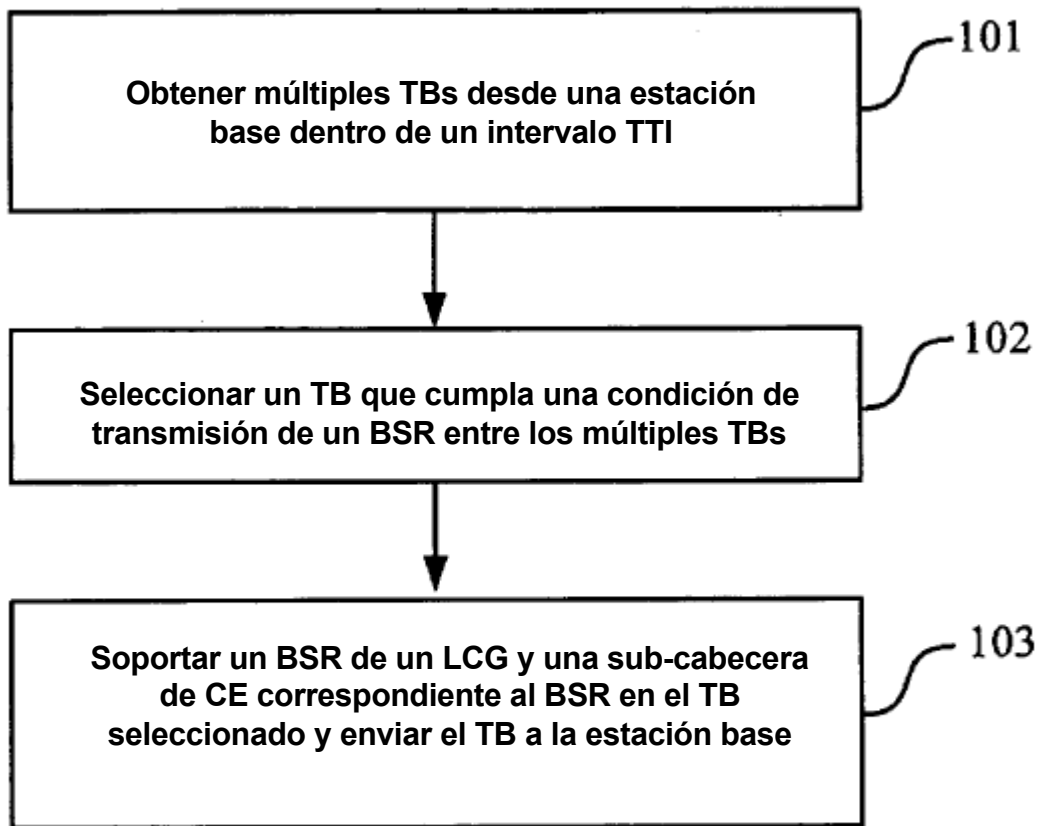 101
Obtener múltiples TBs desde una estación
base dentro de un intervalo TTI
102
Seleccionar un TB que cumpla una condición de
transmisión de un BSR entre los múltiples TBs
103
Soportar un BSR de un LCG y una sub-cabecera
de CE correspondiente al BSR en el TB
seleccionado y enviar el TB a la estación base